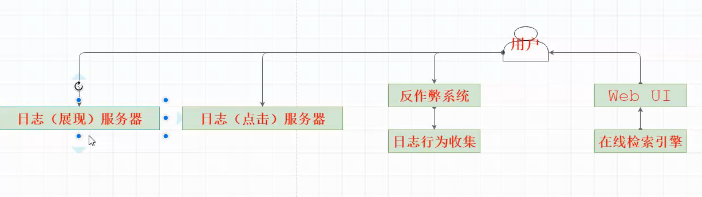 用户
反作弊系统
Web UI
日志（展现）服务器
日志（点击）服务器
日志行为收集
在线检索引擎